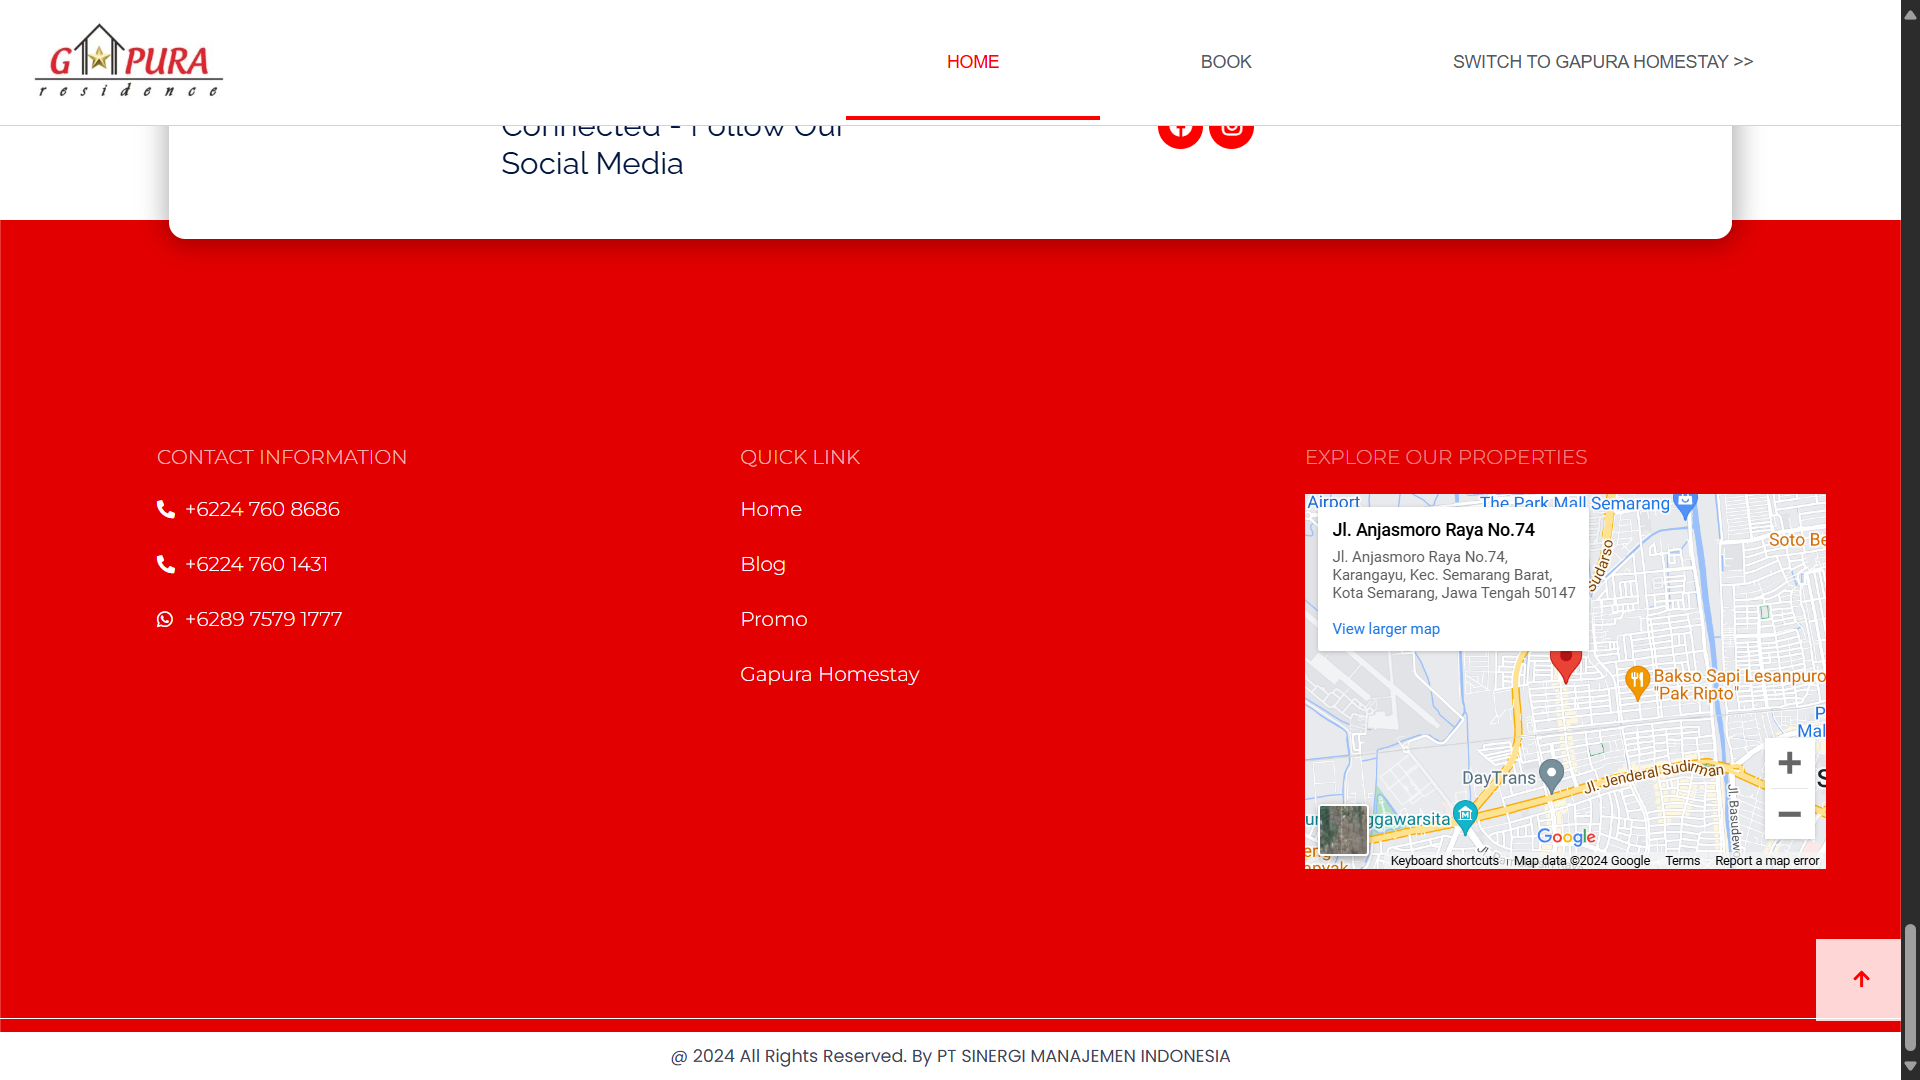 GAPURA
residence
HOME
BOOK
SWITCH TO GAPURA HOMESTAY >>
Connected - Follow Our
Social Media
CONTACT INFORMATION
+6224 760 8686
+6224 760 1431
+6289 7579 1777
QUICK LINK
Home
Blog
Promo
Gapura Homestay
EXPLORE OUR PROPERTIES
Airport
The Park Mall Semarang
Jl. Anjasmoro Raya No.74
Jl. Anjasmoro Raya No.74,
Karangayu, Kec. Semarang Barat,
Kota Semarang, Jawa Tengah 50147
View larger map
Sudarso
Soto Be
Bakso Sapi Lesanpuro
"Pak Ripto"
P
Mal
DayTrans
Jl. Jenderal Sudirman
S
Jl. Basudew
ggawarsita
Google
Keyboard shortcuts
Map data ©2024 Google
Terms
Report a map error
@ 2024 All Rights Reserved. By PT SINERGI MANAJEMEN INDONESIA